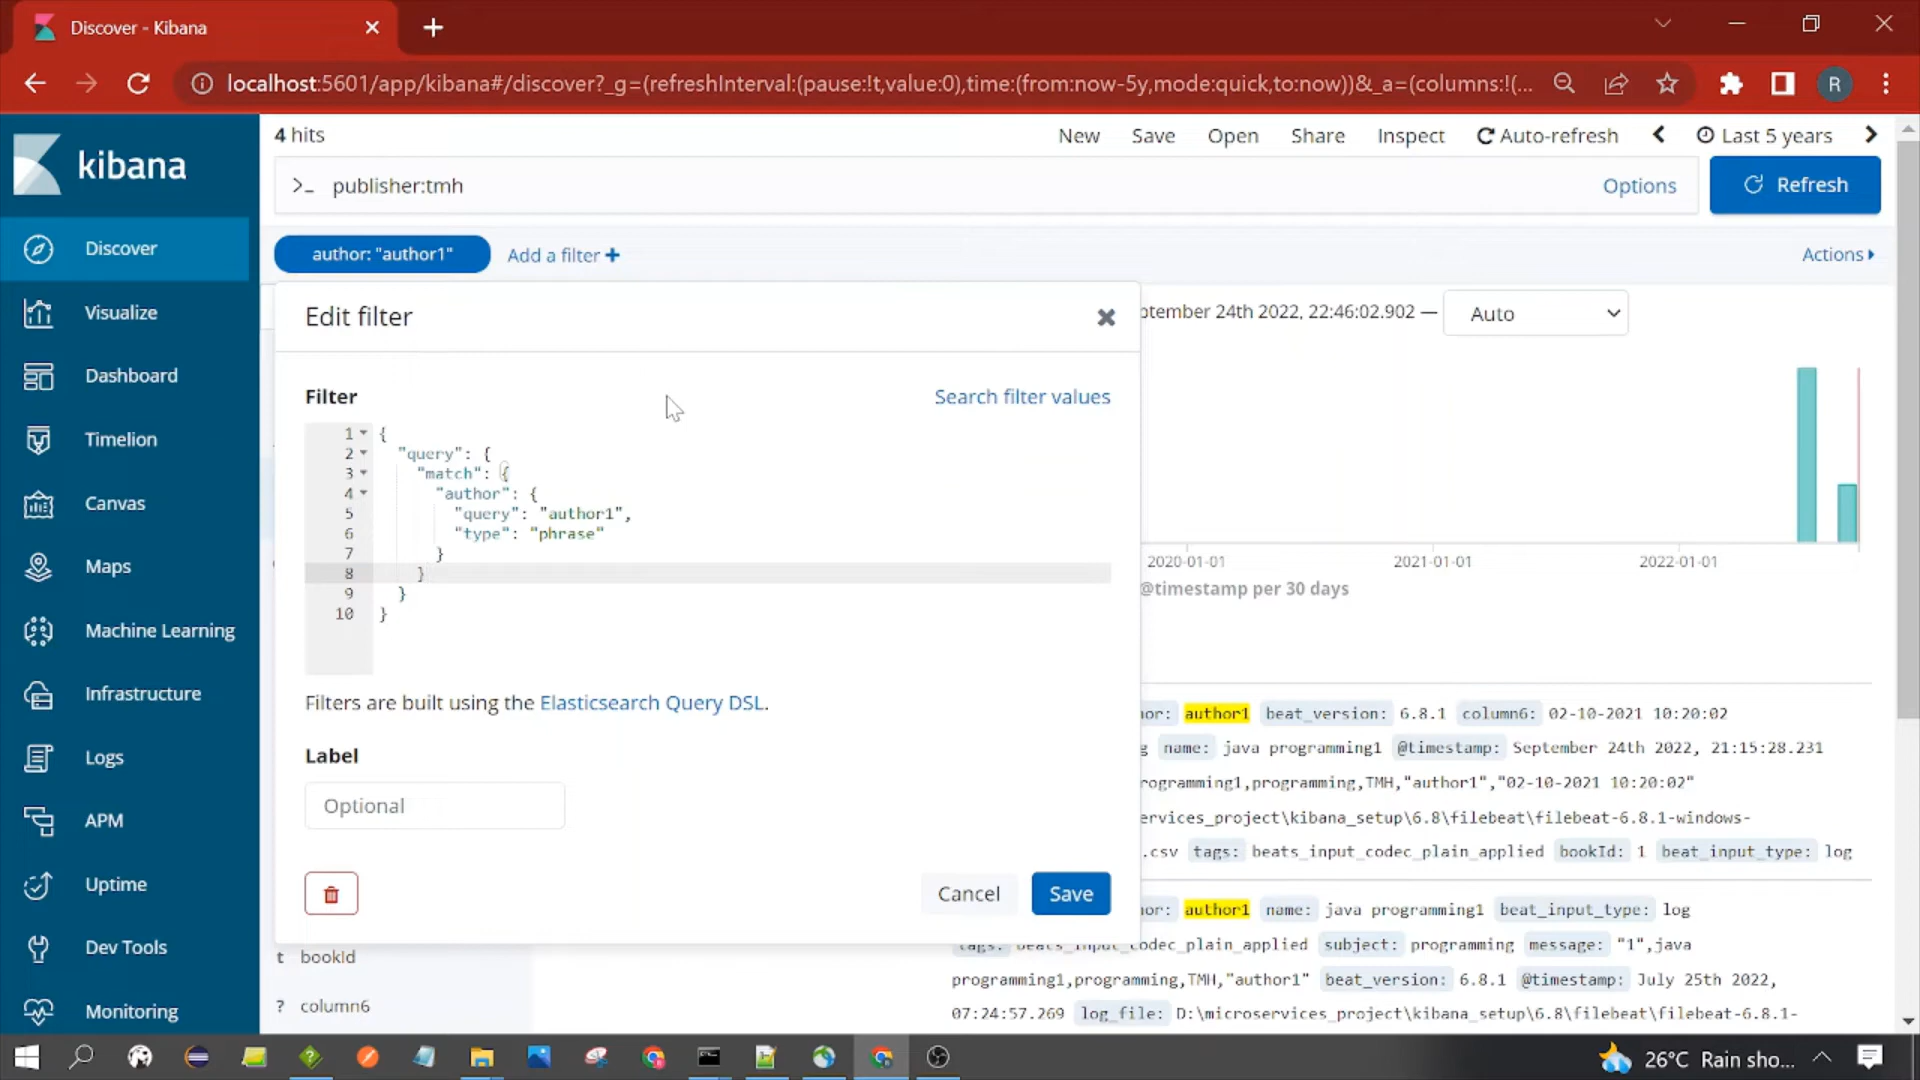 Discover - Kibana
localhost:5601/app/kibana#/discover?_g=(refreshInterval:(pause:!t,value:0),time:(from:now-5y,mode:quick,to:now))&_a=(columns:!(...
R
kibana
Discover
Visualize
Dashboard
Timelion
Canvas
Maps
Machine Learning
Infrastructure
Logs
APM
Uptime
Dev Tools
Monitoring
4 hits
New Save Open Share Inspect Auto-refresh Last 5 years
>_ publisher:tmh Options Refresh
author: "author1" Add a filter Actions
Edit filter
ptember 24th 2022, 22:46:02.902 — Auto
Filter Search filter values
1 {
2 "query": {
3 "match": {
4 "author": {
5 "query": "author1",
6 "type": "phrase"
7 }
8 }
9 }
10 }
2020-01-01 2021-01-01 2022-01-01
@timestamp per 30 days
Filters are built using the Elasticsearch Query DSL.
Label
Optional
Cancel Save
or: author1 beat_version: 6.8.1 column6: 02-10-2021 10:20:02
g name: java programming1 @timestamp: September 24th 2022, 21:15:28.231
rogramming1,programming,TMH,"author1","02-10-2021 10:20:02"
ervices_project\kibana_setup\6.8\filebeat\filebeat-6.8.1-windows-
.csv tags: beats_input_codec_plain_applied bookId: 1 beat_input_type: log
or: author1 name: java programming1 beat_input_type: log
tags: beats_input_codec_plain_applied subject: programming message: "1",java
programming1,programming,TMH,"author1" beat_version: 6.8.1 @timestamp: July 25th 2022,
07:24:57.269 log_file: D:\microservices_project\kibana_setup\6.8\filebeat\filebeat-6.8.1-
t bookId
? column6
26°C Rain sho...